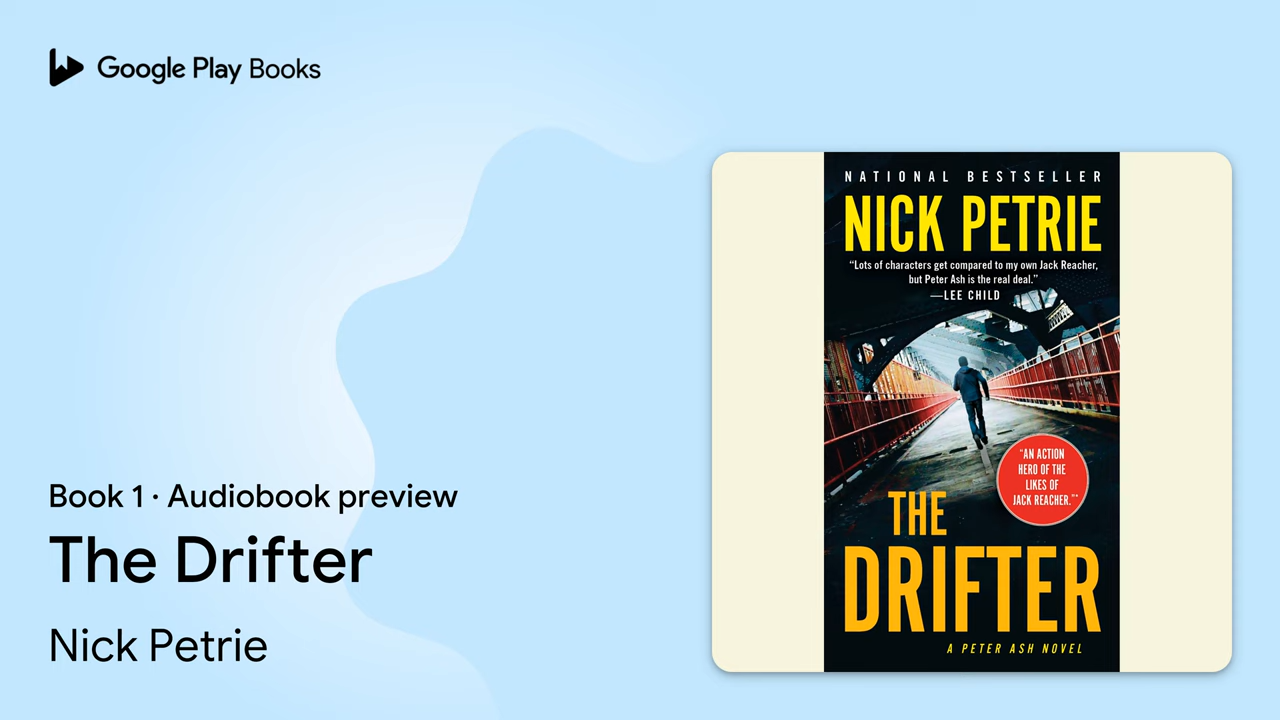 Google Play Books
Book 1 · Audiobook preview
The Drifter
Nick Petrie
NATIONAL BESTSELLER
NICK PETRIE
“Lots of characters get compared to my own Jack Reacher,
but Peter Ash is the real deal.”
—LEE CHILD
“AN ACTION
HERO OF THE
LIKES OF
JACK REACHER.”*
THE
DRIFTER
A PETER ASH NOVEL